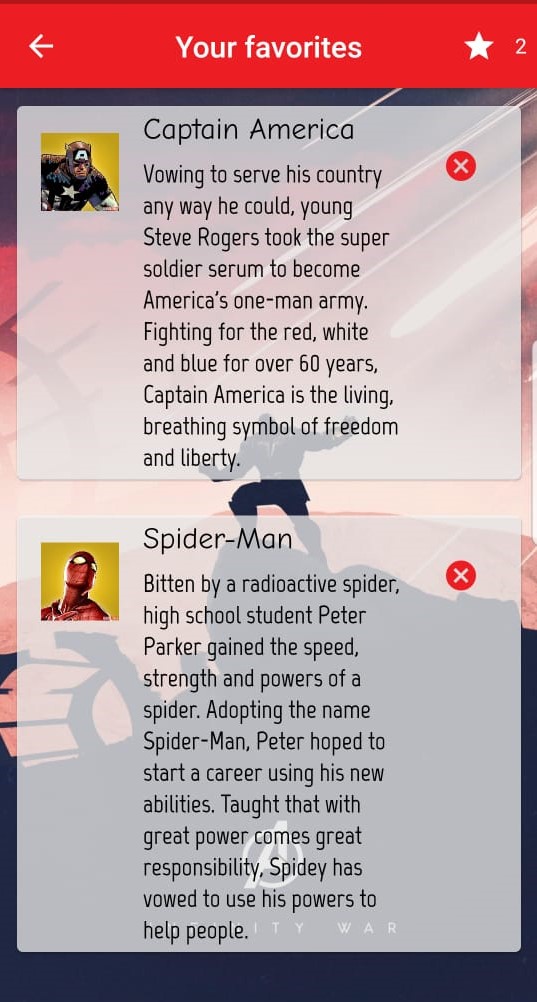 Your favorites
2
Captain America
Vowing to serve his country
any way he could, young
Steve Rogers took the super
soldier serum to become
America's one-man army.
Fighting for the red, white
and blue for over 60 years,
Captain America is the living,
breathing symbol of freedom
and liberty.
Spider-Man
Bitten by a radioactive spider,
high school student Peter
Parker gained the speed,
strength and powers of a
spider. Adopting the name
Spider-Man, Peter hoped to
start a career using his new
abilities. Taught that with
great power comes great
responsibility, Spidey has
vowed to use his powers to
help people.
WAR